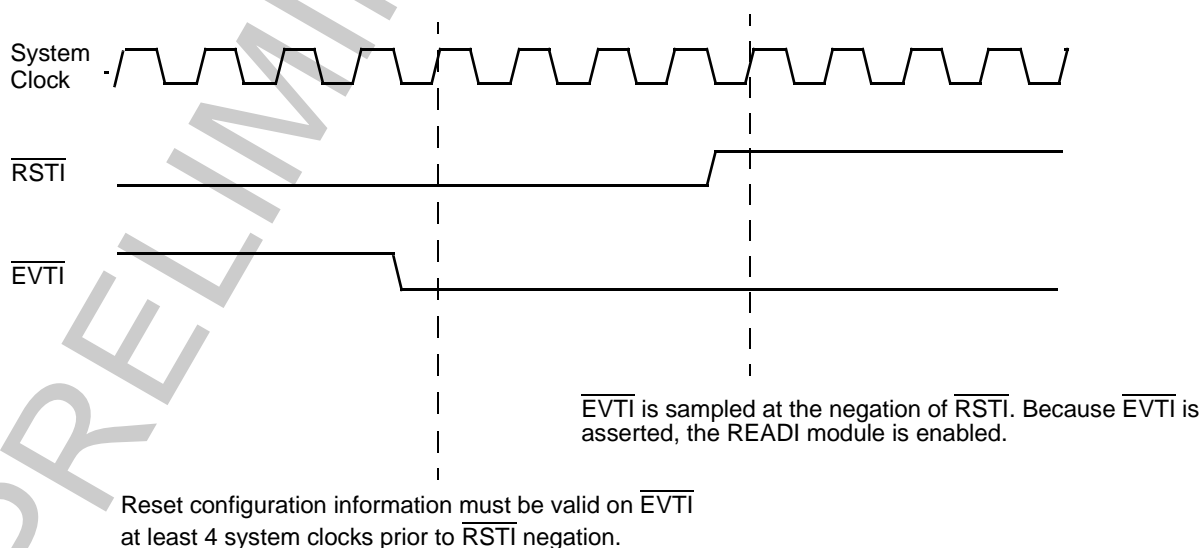 System
Clock
RSTI
EVTI
EVTI is sampled at the negation of RSTI. Because EVTI is
asserted, the READI module is enabled.
Reset configuration information must be valid on EVTI
at least 4 system clocks prior to RSTI negation.
PRELIMI